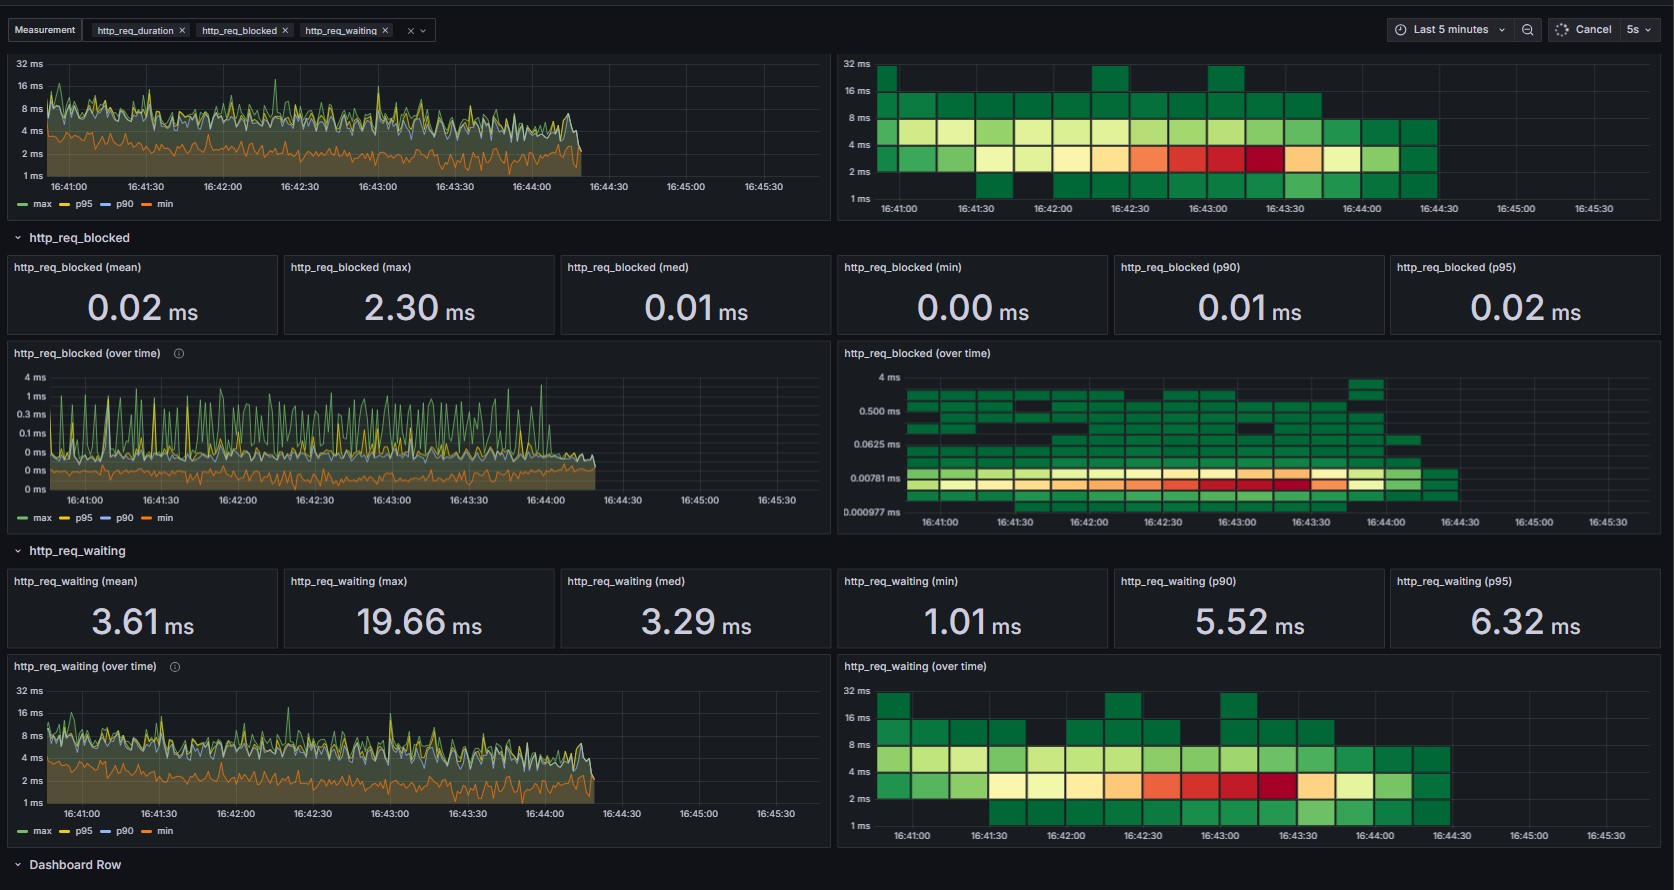 Measurement http_req_duration × http_req_blocked × http_req_waiting × × Last 5 minutes Cancel 5s
32 ms
16 ms
8 ms
4 ms
2 ms
1 ms
16:41:00 16:41:30 16:42:00 16:42:30 16:43:00 16:43:30 16:44:00 16:44:30 16:45:00 16:45:30
max p95 p90 min
32 ms
16 ms
8 ms
4 ms
2 ms
1 ms
16:41:00 16:41:30 16:42:00 16:42:30 16:43:00 16:43:30 16:44:00 16:44:30 16:45:00 16:45:30
http_req_blocked
http_req_blocked (mean)
0.02 ms
http_req_blocked (max)
2.30 ms
http_req_blocked (med)
0.01 ms
http_req_blocked (min)
0.00 ms
http_req_blocked (p90)
0.01 ms
http_req_blocked (p95)
0.02 ms
http_req_blocked (over time)
4 ms
1 ms
0.3 ms
0.1 ms
0 ms
0 ms
0 ms
16:41:00 16:41:30 16:42:00 16:42:30 16:43:00 16:43:30 16:44:00 16:44:30 16:45:00 16:45:30
max p95 p90 min
http_req_blocked (over time)
4 ms
0.500 ms
0.0625 ms
0.00781 ms
0.000977 ms
16:41:00 16:41:30 16:42:00 16:42:30 16:43:00 16:43:30 16:44:00 16:44:30 16:45:00 16:45:30
http_req_waiting
http_req_waiting (mean)
3.61 ms
http_req_waiting (max)
19.66 ms
http_req_waiting (med)
3.29 ms
http_req_waiting (min)
1.01 ms
http_req_waiting (p90)
5.52 ms
http_req_waiting (p95)
6.32 ms
http_req_waiting (over time)
32 ms
16 ms
8 ms
4 ms
2 ms
1 ms
16:41:00 16:41:30 16:42:00 16:42:30 16:43:00 16:43:30 16:44:00 16:44:30 16:45:00 16:45:30
max p95 p90 min
http_req_waiting (over time)
32 ms
16 ms
8 ms
4 ms
2 ms
1 ms
16:41:00 16:41:30 16:42:00 16:42:30 16:43:00 16:43:30 16:44:00 16:44:30 16:45:00 16:45:30
Dashboard Row